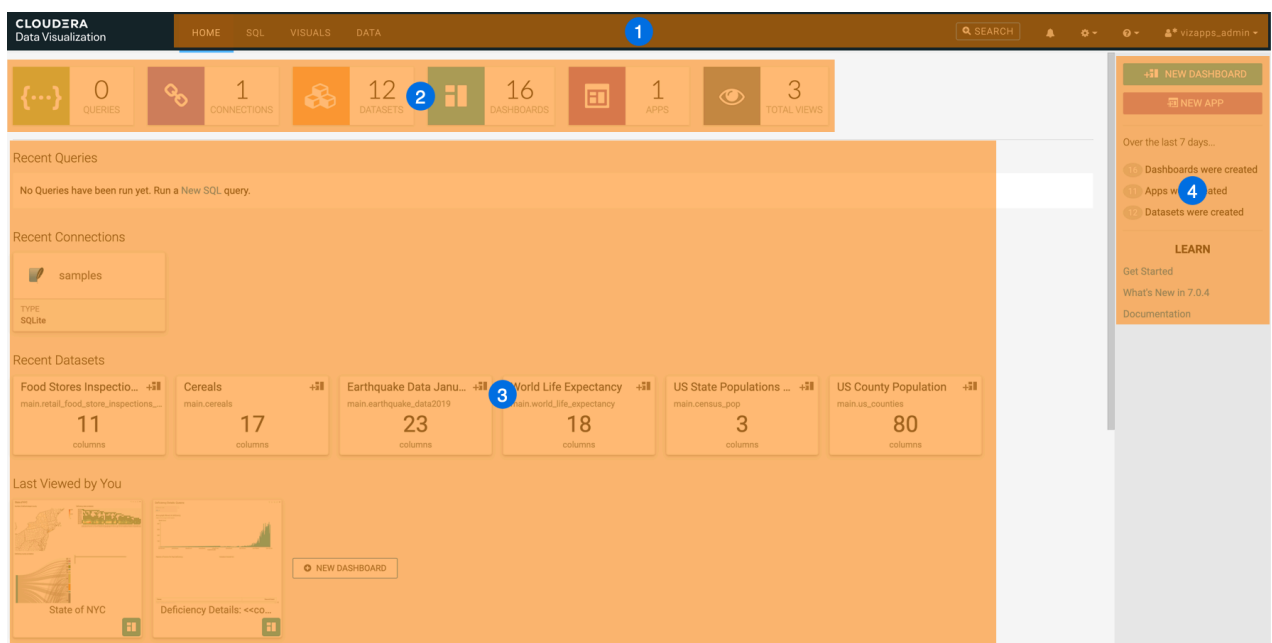 CLOUDERA
Data Visualization
HOME SQL VISUALS DATA 1 SEARCH vizapps_admin
{...} 0 QUERIES 1 CONNECTIONS 12 DATASETS 2 16 DASHBOARDS 1 APPS 3 TOTAL VIEWS
NEW DASHBOARD
NEW APP
Over the last 7 days...
16 Dashboards were created
11 Apps 4
12 Datasets were created
LEARN
Get Started
What's New in 7.0.4
Documentation
Recent Queries
No Queries have been run yet. Run a New SQL query.
Recent Connections
samples
TYPE
SQLite
Recent Datasets
Food Stores Inspectio... Cereals Earthquake Data Janu... 3 World Life Expectancy US State Populations ... US County Population
main.retail_food_store_inspections_... main.cereals main.earthquake_data2019 main.world_life_expectancy main.census_pop main.us_counties
11 17 23 18 3 80
columns columns columns columns columns columns
Last Viewed by You
NEW DASHBOARD
State of NYC Deficiency Details: <<co...